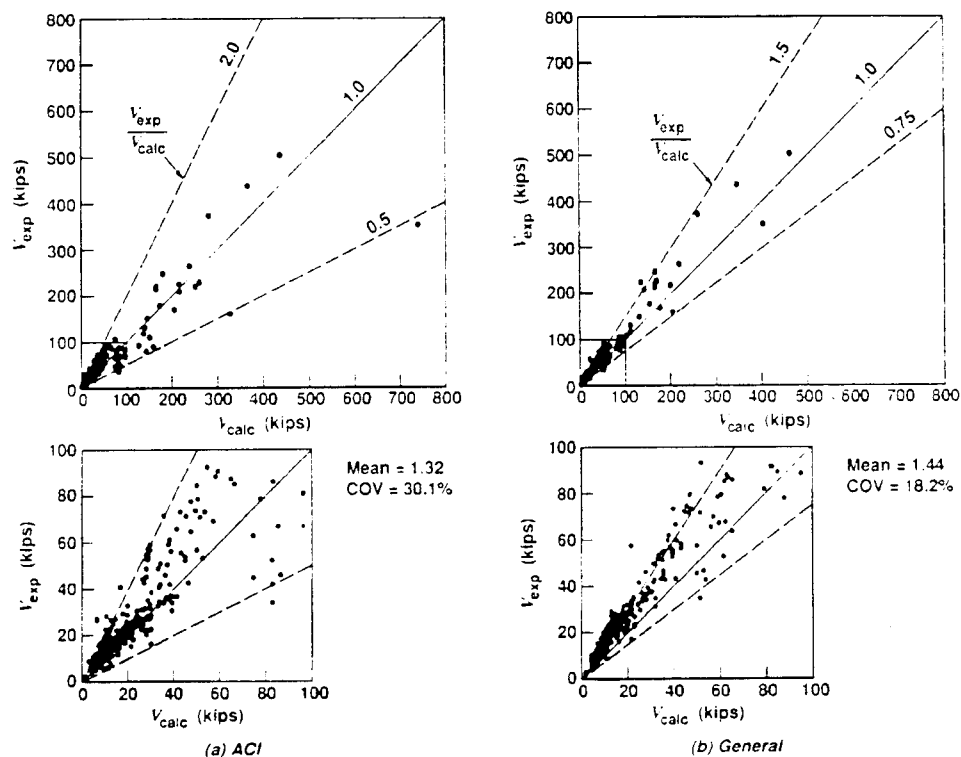 800
700
600
500
400
300
200
100
0
V_exp (kips)
2.0
1.0
0.5
V_exp
V_calc
0 100 200 300 400 500 600 700 800
V_calc (kips)
800
700
600
500
400
300
200
100
0
V_exp (kips)
1.5
1.0
0.75
V_exp
V_calc
0 100 200 300 400 500 600 700 800
V_calc (kips)
100
80
60
40
20
0
V_exp (kips)
0 20 40 60 80 100
V_calc (kips)
Mean = 1.32
COV = 30.1%
(a) ACI
100
80
60
40
20
0
V_exp (kips)
0 20 40 60 80 100
V_calc (kips)
Mean = 1.44
COV = 18.2%
(b) General